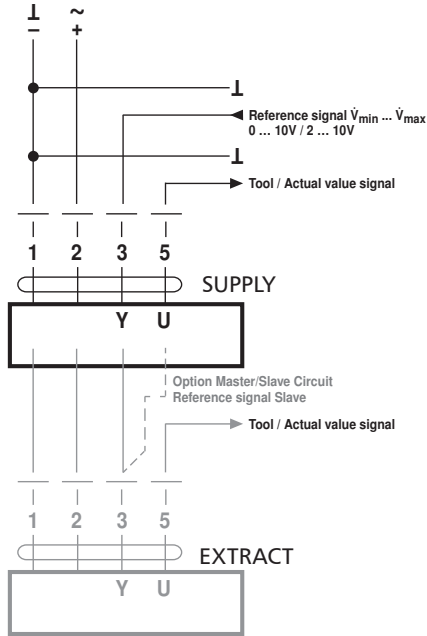 ⊥ ~
– +
⊥
Reference signal V̇min ... V̇max
0 ... 10V / 2 ... 10V
⊥
Tool / Actual value signal
1 2 3 5
SUPPLY
Y U
Option Master/Slave Circuit
Reference signal Slave
Tool / Actual value signal
1 2 3 5
EXTRACT
Y U